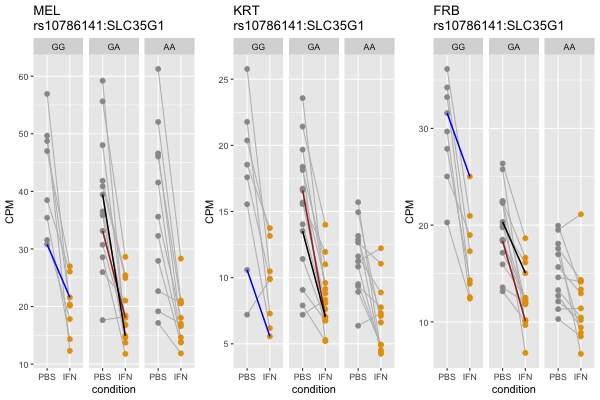 MEL
rs10786141:SLC35G1
GG GA AA
CPM
60
50
40
30
20
10
PBS IFN PBS IFN PBS IFN
condition
KRT
rs10786141:SLC35G1
GG GA AA
CPM
25
20
15
10
5
PBS IFN PBS IFN PBS IFN
condition
FRB
rs10786141:SLC35G1
GG GA AA
CPM
30
20
10
PBS IFN PBS IFN PBS IFN
condition